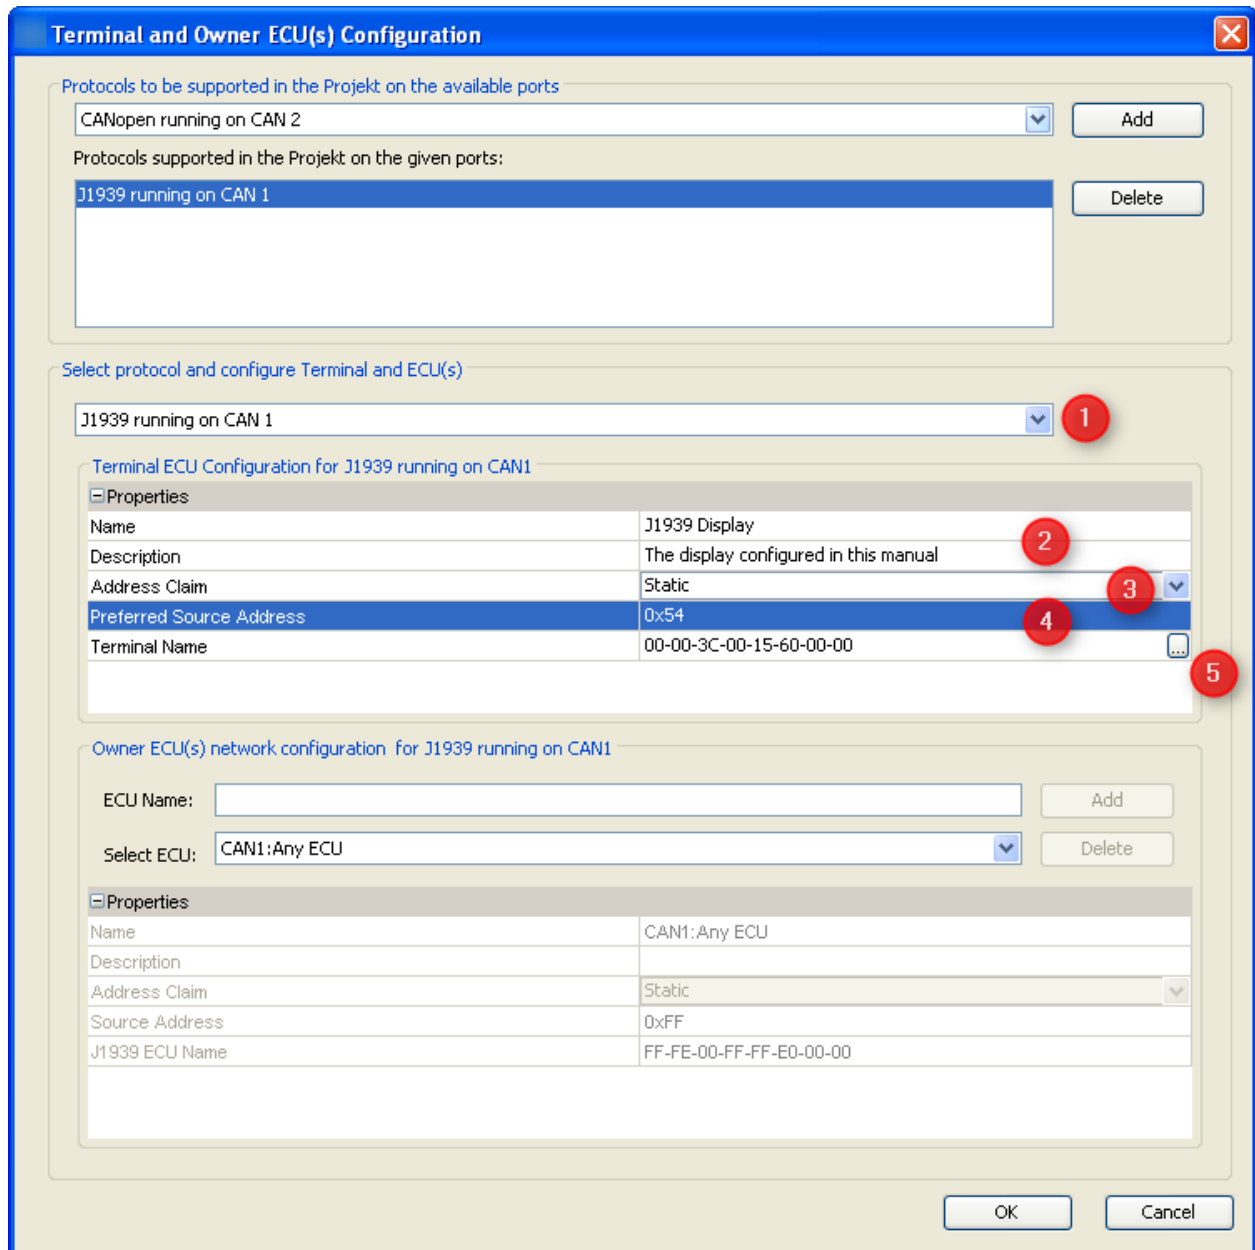 Terminal and Owner ECU(s) Configuration
Protocols to be supported in the Projekt on the available ports
CANopen running on CAN 2
Add
Protocols supported in the Projekt on the given ports:
J1939 running on CAN 1
Delete
Select protocol and configure Terminal and ECU(s)
J1939 running on CAN 1
1
Terminal ECU Configuration for J1939 running on CAN1
Properties
Name J1939 Display
Description The display configured in this manual
2
Address Claim Static
3
Preferred Source Address 0x54
4
Terminal Name 00-00-3C-00-15-60-00-00 ...
5
Owner ECU(s) network configuration for J1939 running on CAN1
ECU Name: Add
Select ECU: CAN1:Any ECU Delete
Properties
Name CAN1:Any ECU
Description
Address Claim Static
Source Address 0xFF
J1939 ECU Name FF-FE-00-FF-FF-E0-00-00
OK Cancel